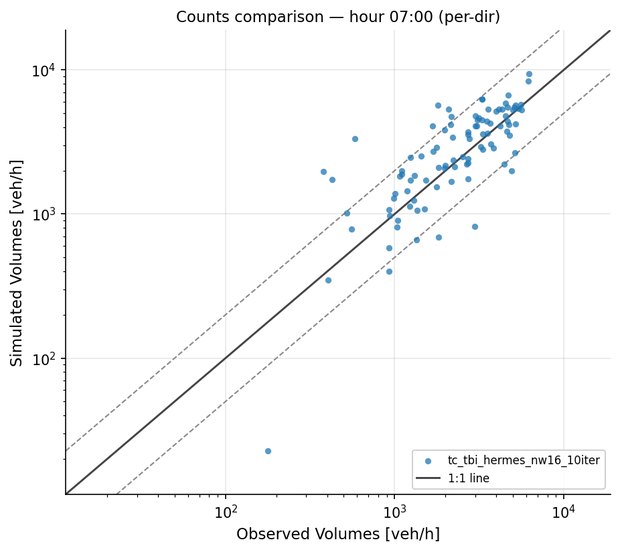 Counts comparison — hour 07:00 (per-dir)
Simulated Volumes [veh/h]
10⁴
10³
10²
10²
10³
10⁴
Observed Volumes [veh/h]
tc_tbi_hermes_nw16_10iter
1:1 line